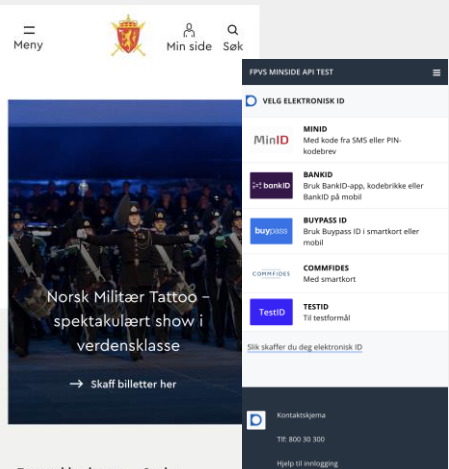 Meny
Min side
Søk
Norsk Militær Tattoo –
spektakulært show i
verdensklasse
→ Skaff billetter her
FPVS MINSIDE API TEST
VELG ELEKTRONISK ID
MinID
MINID
Med kode fra SMS eller PIN-
kodebrev
bankID
BANKID
Bruk BankID-app, kodebrikke eller
BankID på mobil
buypass
BUYPASS ID
Bruk Buypass ID i smartkort eller
mobil
COMMFIDES
COMMFIDES
Med smartkort
TestID
TESTID
Til testformål
Slik skaffer du deg elektronisk ID
Kontaktskjema
Tlf: 800 30 300
Hjelp til innlogging